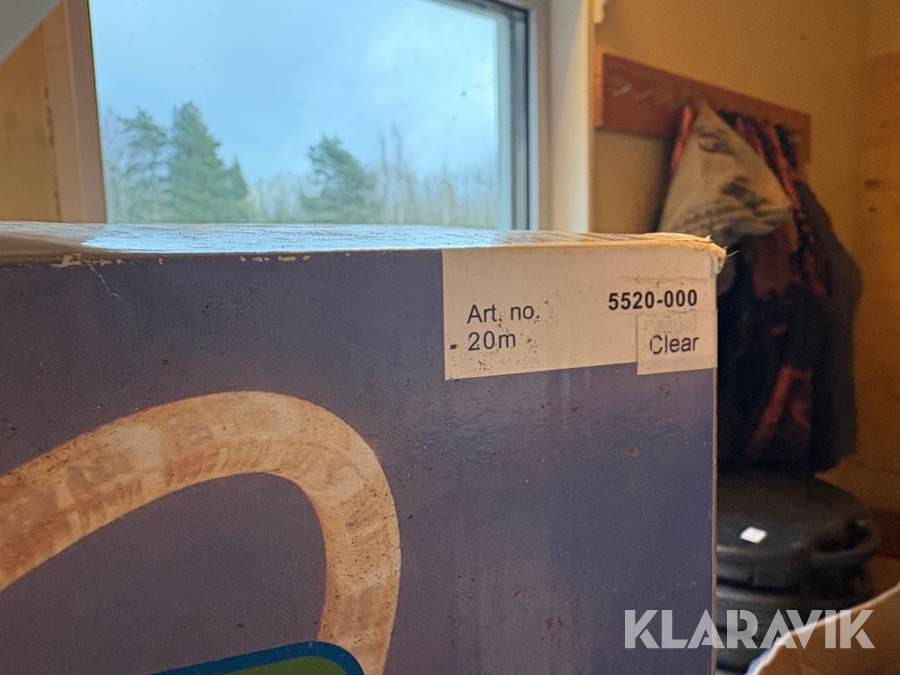 Art. no. 5520-000
20m Clear
KLARAVIK